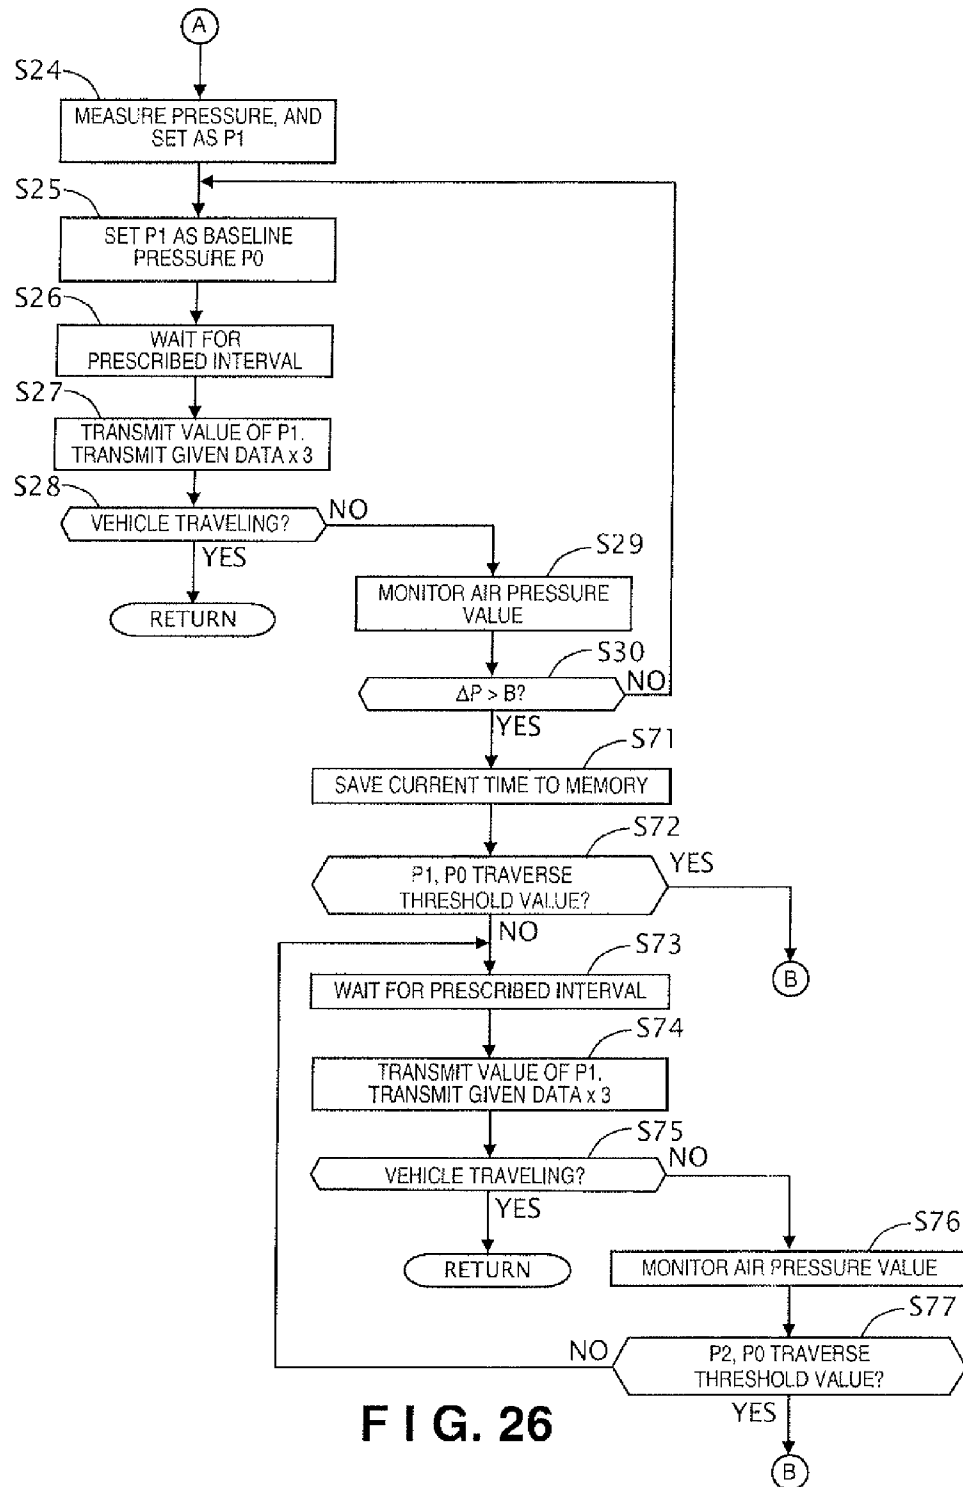 A
S24
MEASURE PRESSURE, AND
SET AS P1
S25
SET P1 AS BASELINE
PRESSURE P0
S26
WAIT FOR
PRESCRIBED INTERVAL
S27
TRANSMIT VALUE OF P1.
TRANSMIT GIVEN DATA x 3
S28
VEHICLE TRAVELING?
NO
YES
RETURN
S29
MONITOR AIR PRESSURE
VALUE
S30
ΔP > B?
NO
YES
S71
SAVE CURRENT TIME TO MEMORY
S72
P1, P0 TRAVERSE
THRESHOLD VALUE?
YES
NO
B
S73
WAIT FOR PRESCRIBED INTERVAL
S74
TRANSMIT VALUE OF P1.
TRANSMIT GIVEN DATA x 3
S75
VEHICLE TRAVELING?
NO
YES
RETURN
S76
MONITOR AIR PRESSURE VALUE
S77
P2, P0 TRAVERSE
THRESHOLD VALUE?
NO
YES
B
FIG. 26